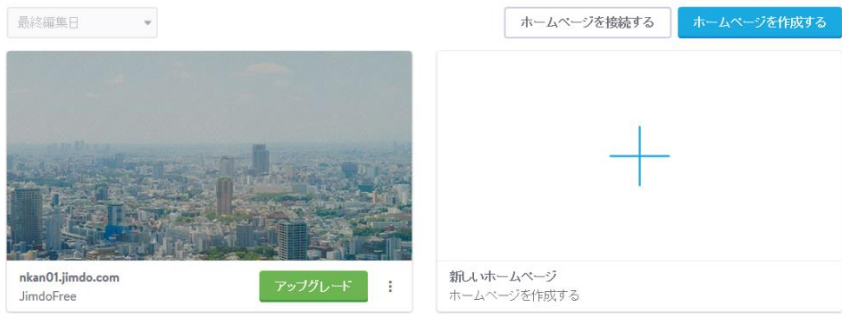 最終編集日
ホームページを接続する
ホームページを作成する
nkan01.jimdo.com
JimdoFree
アップグレード
新しいホームページ
ホームページを作成する